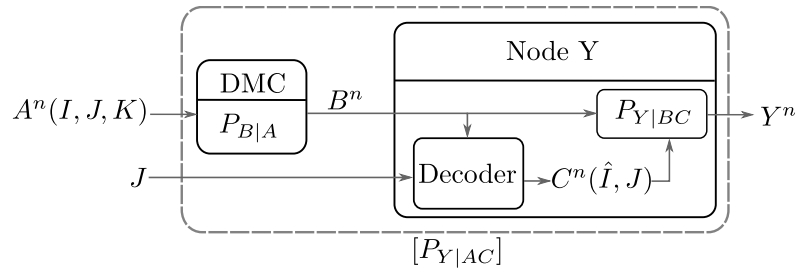 Node Y
DMC
A^n(I, J, K)
B^n
P_{B|A}
P_{Y|BC}
Y^n
J
Decoder
C^n(Î, J)
[P_{Y|AC}]